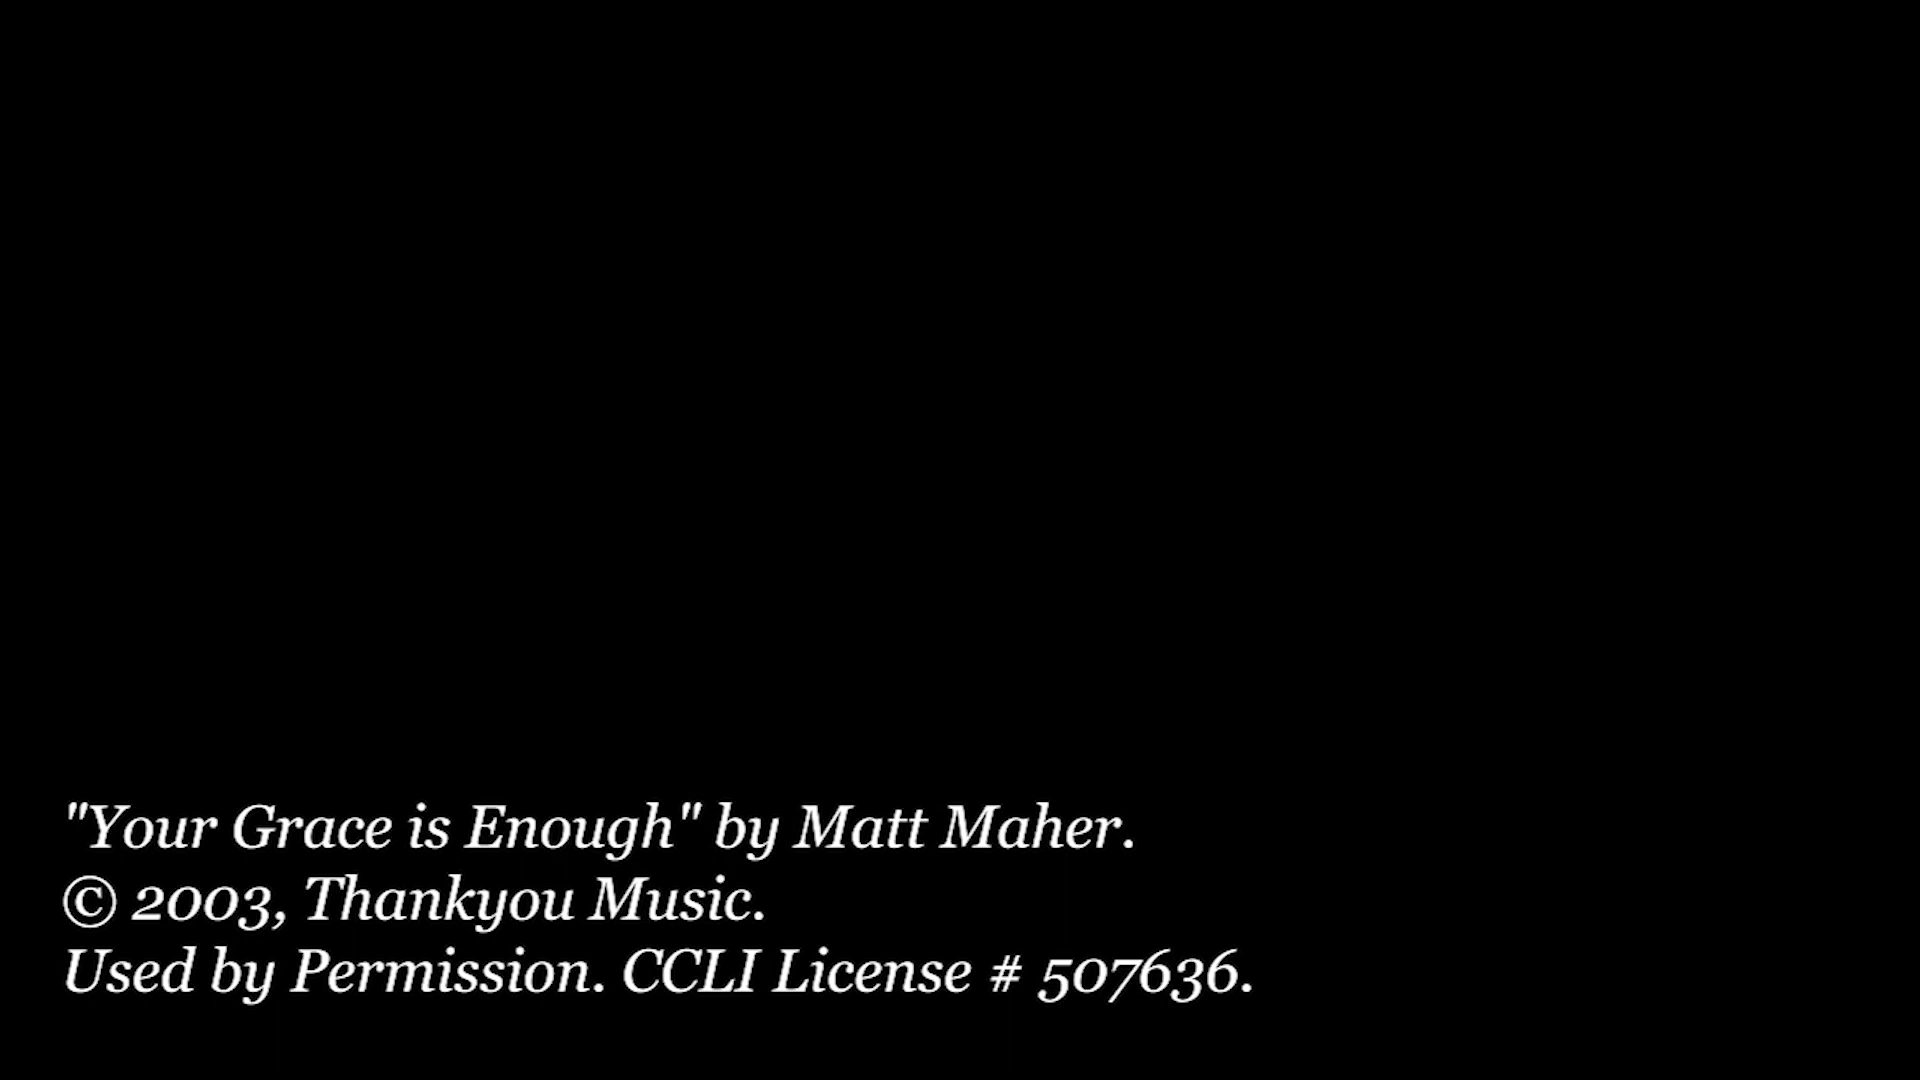 "Your Grace is Enough" by Matt Maher.
© 2003, Thankyou Music.
Used by Permission. CCLI License # 507636.